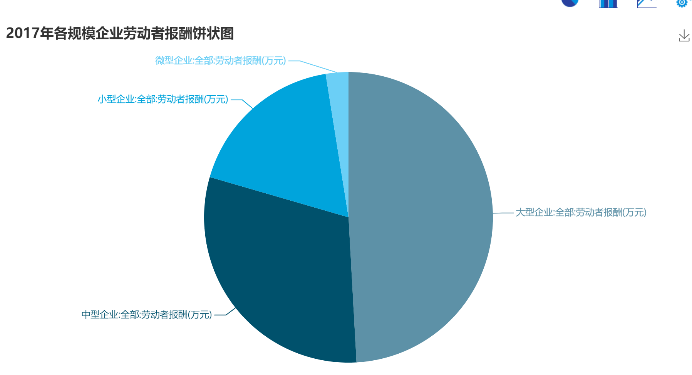 2017年各规模企业劳动者报酬饼状图
微型企业:全部:劳动者报酬(万元)
小型企业:全部:劳动者报酬(万元)
大型企业:全部:劳动者报酬(万元)
中型企业:全部:劳动者报酬(万元)